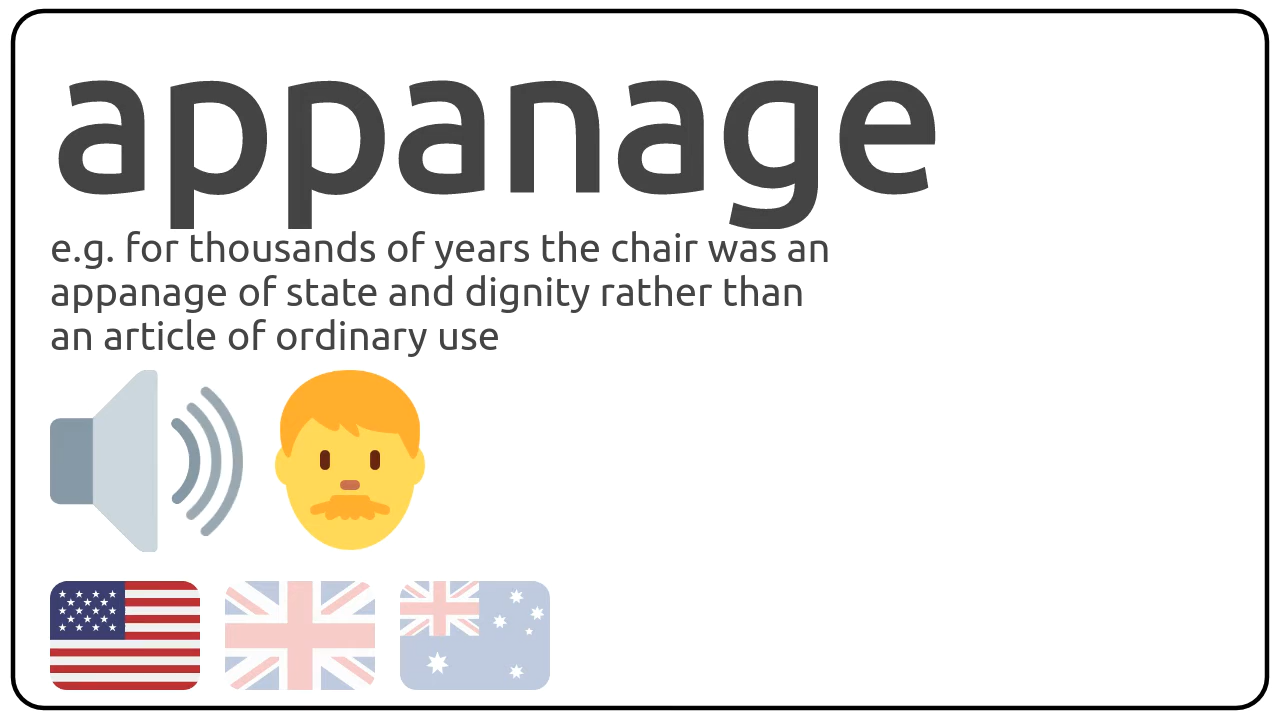 appanage
e.g. for thousands of years the chair was an
appanage of state and dignity rather than
an article of ordinary use